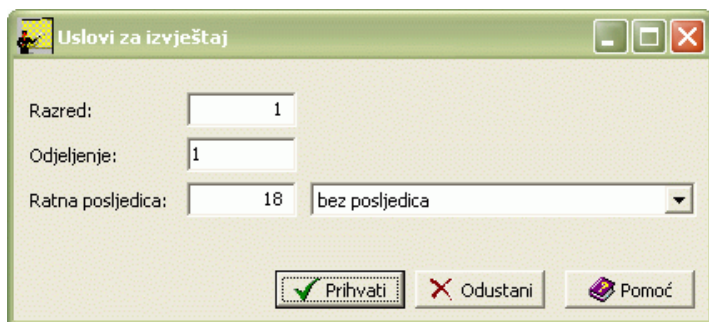 Uslovi za izvještaj
Razred: 1
Odjeljenje: 1
Ratna posljedica: 18 bez posljedica
Prihvati Odustani Pomoć